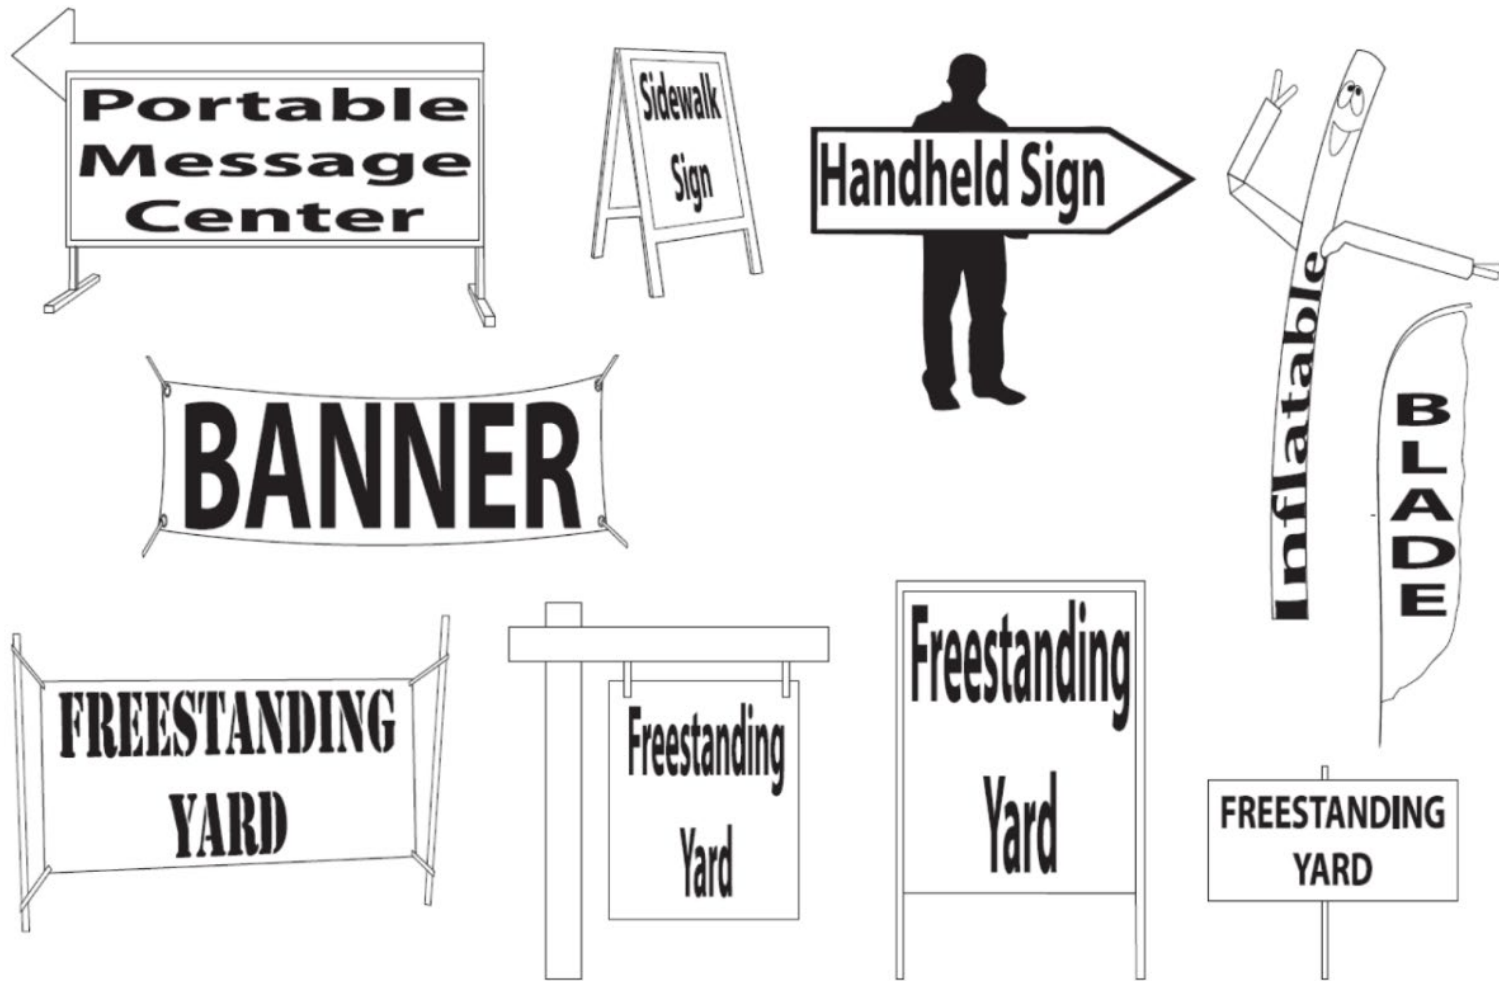 Portable
Message
Center
Sidewalk
Sign
Handheld Sign
Inflatable
BLADE
BANNER
FREESTANDING
YARD
Freestanding
Yard
Freestanding
Yard
FREESTANDING
YARD